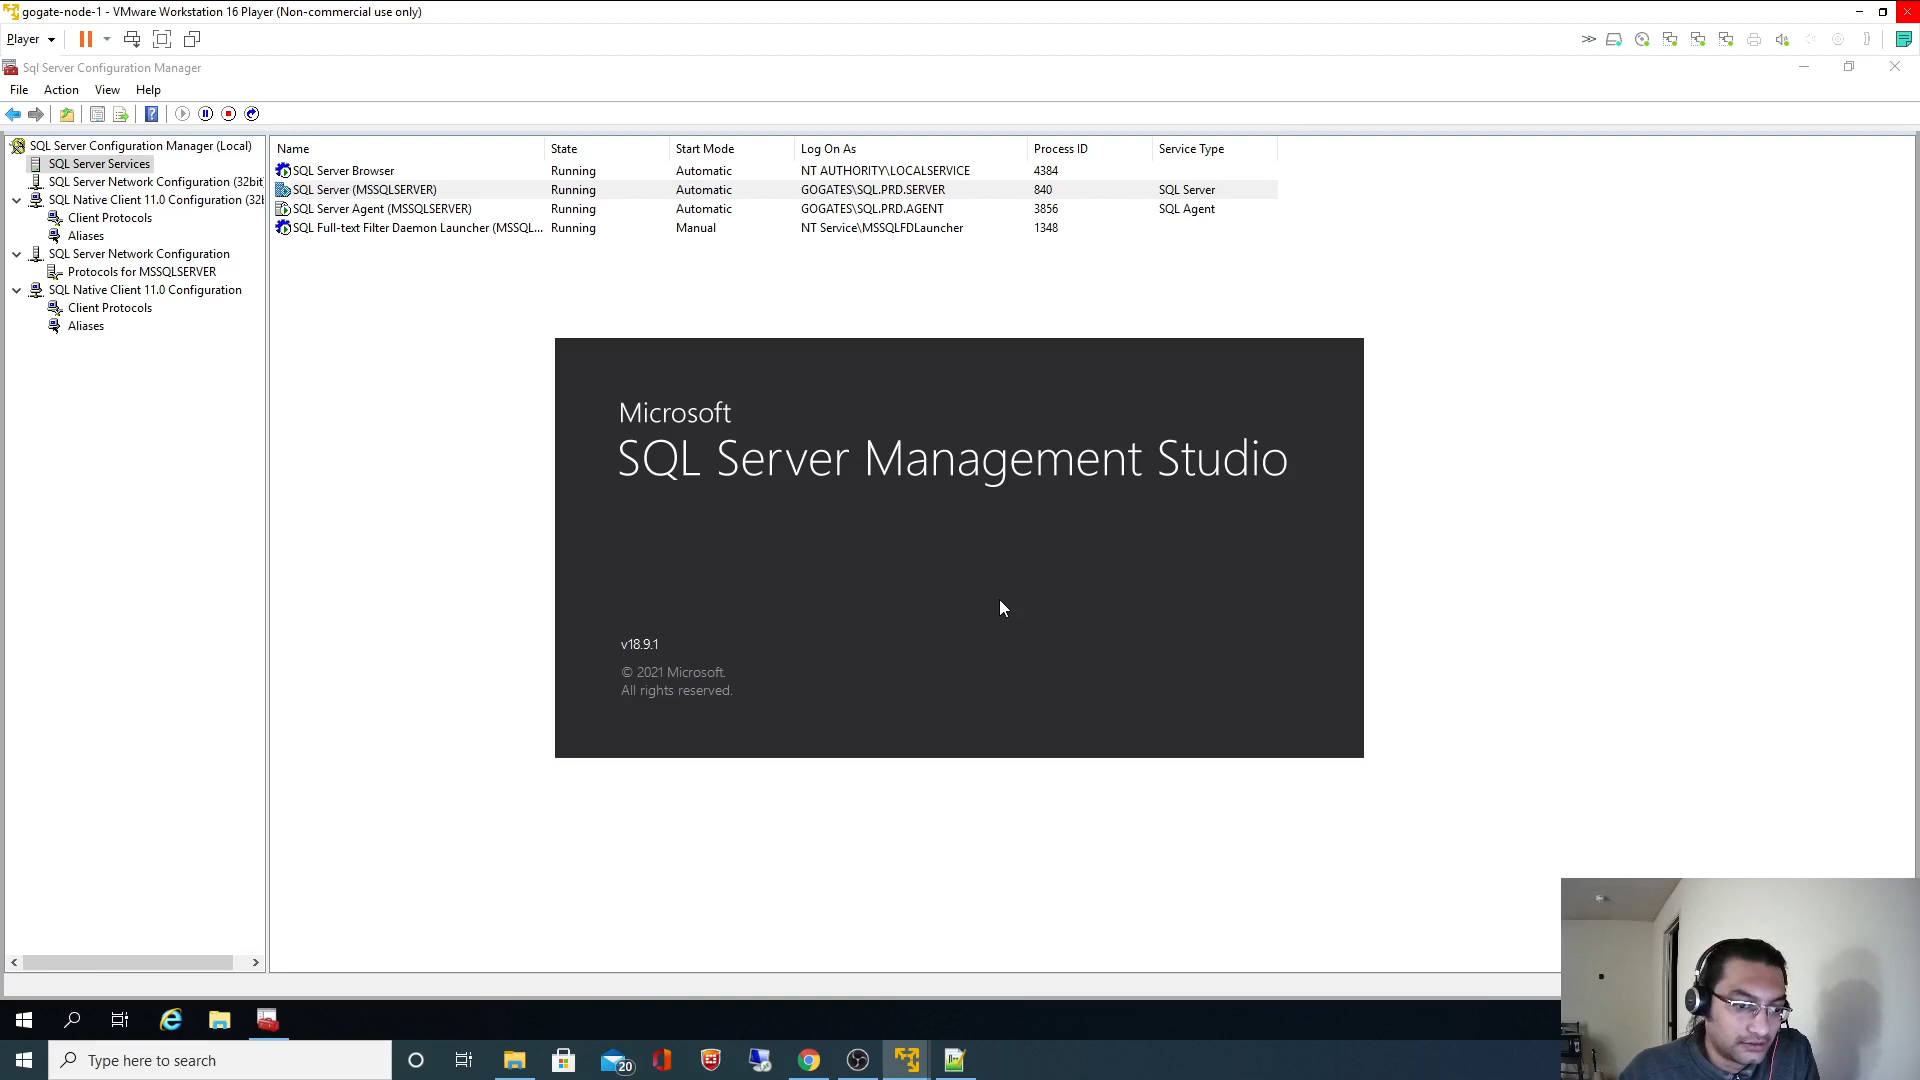 gogate-node-1 - VMware Workstation 16 Player (Non-commercial use only)
Player
Sql Server Configuration Manager
File Action View Help
SQL Server Configuration Manager (Local)
SQL Server Services
SQL Server Network Configuration (32bit
SQL Native Client 11.0 Configuration (32b
Client Protocols
Aliases
SQL Server Network Configuration
Protocols for MSSQLSERVER
SQL Native Client 11.0 Configuration
Client Protocols
Aliases
Name State Start Mode Log On As Process ID Service Type
SQL Server Browser Running Automatic NT AUTHORITY\LOCALSERVICE 4384
SQL Server (MSSQLSERVER) Running Automatic GOGATES\SQL.PRD.SERVER 840 SQL Server
SQL Server Agent (MSSQLSERVER) Running Automatic GOGATES\SQL.PRD.AGENT 3856 SQL Agent
SQL Full-text Filter Daemon Launcher (MSSQL... Running Manual NT Service\MSSQLFDLauncher 1348
Microsoft
SQL Server Management Studio
v18.9.1
© 2021 Microsoft.
All rights reserved.
Type here to search
20